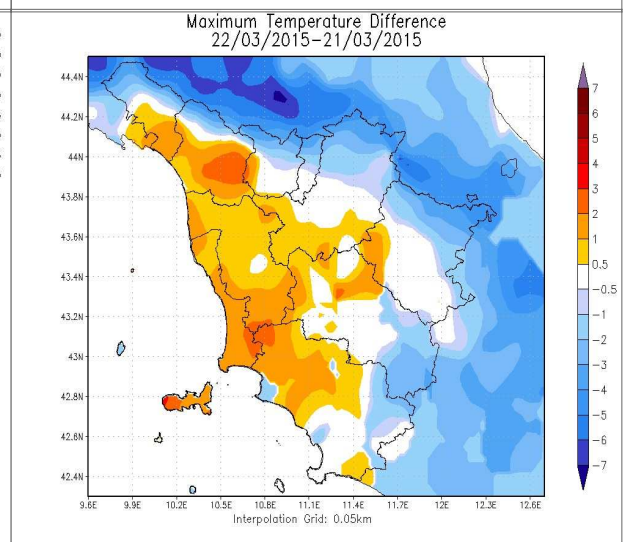 Maximum Temperature Difference
22/03/2015-21/03/2015
44.4N
44.2N
44N
43.8N
43.6N
43.4N
43.2N
43N
42.8N
42.6N
42.4N
9.6E 9.9E 10.2E 10.5E 10.8E 11.1E 11.4E 11.7E 12E 12.3E 12.6E
Interpolation Grid: 0.05km
7
6
5
4
3
2
1
0.5
-0.5
-1
-2
-3
-4
-5
-6
-7